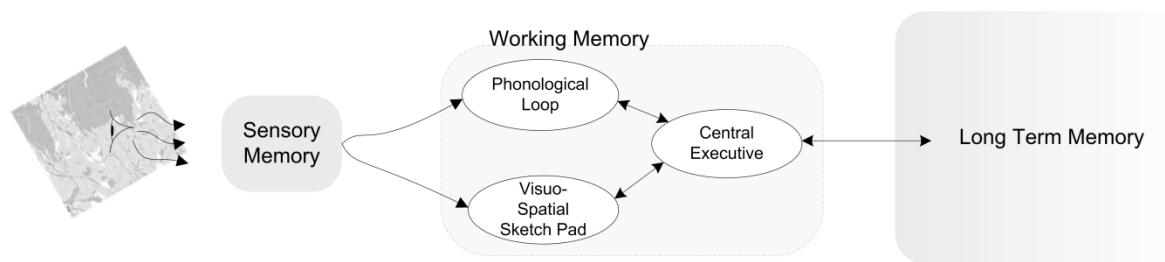 Working Memory
Phonological
Loop
Sensory
Memory
Central
Executive
Long Term Memory
Visuo-
Spatial
Sketch Pad